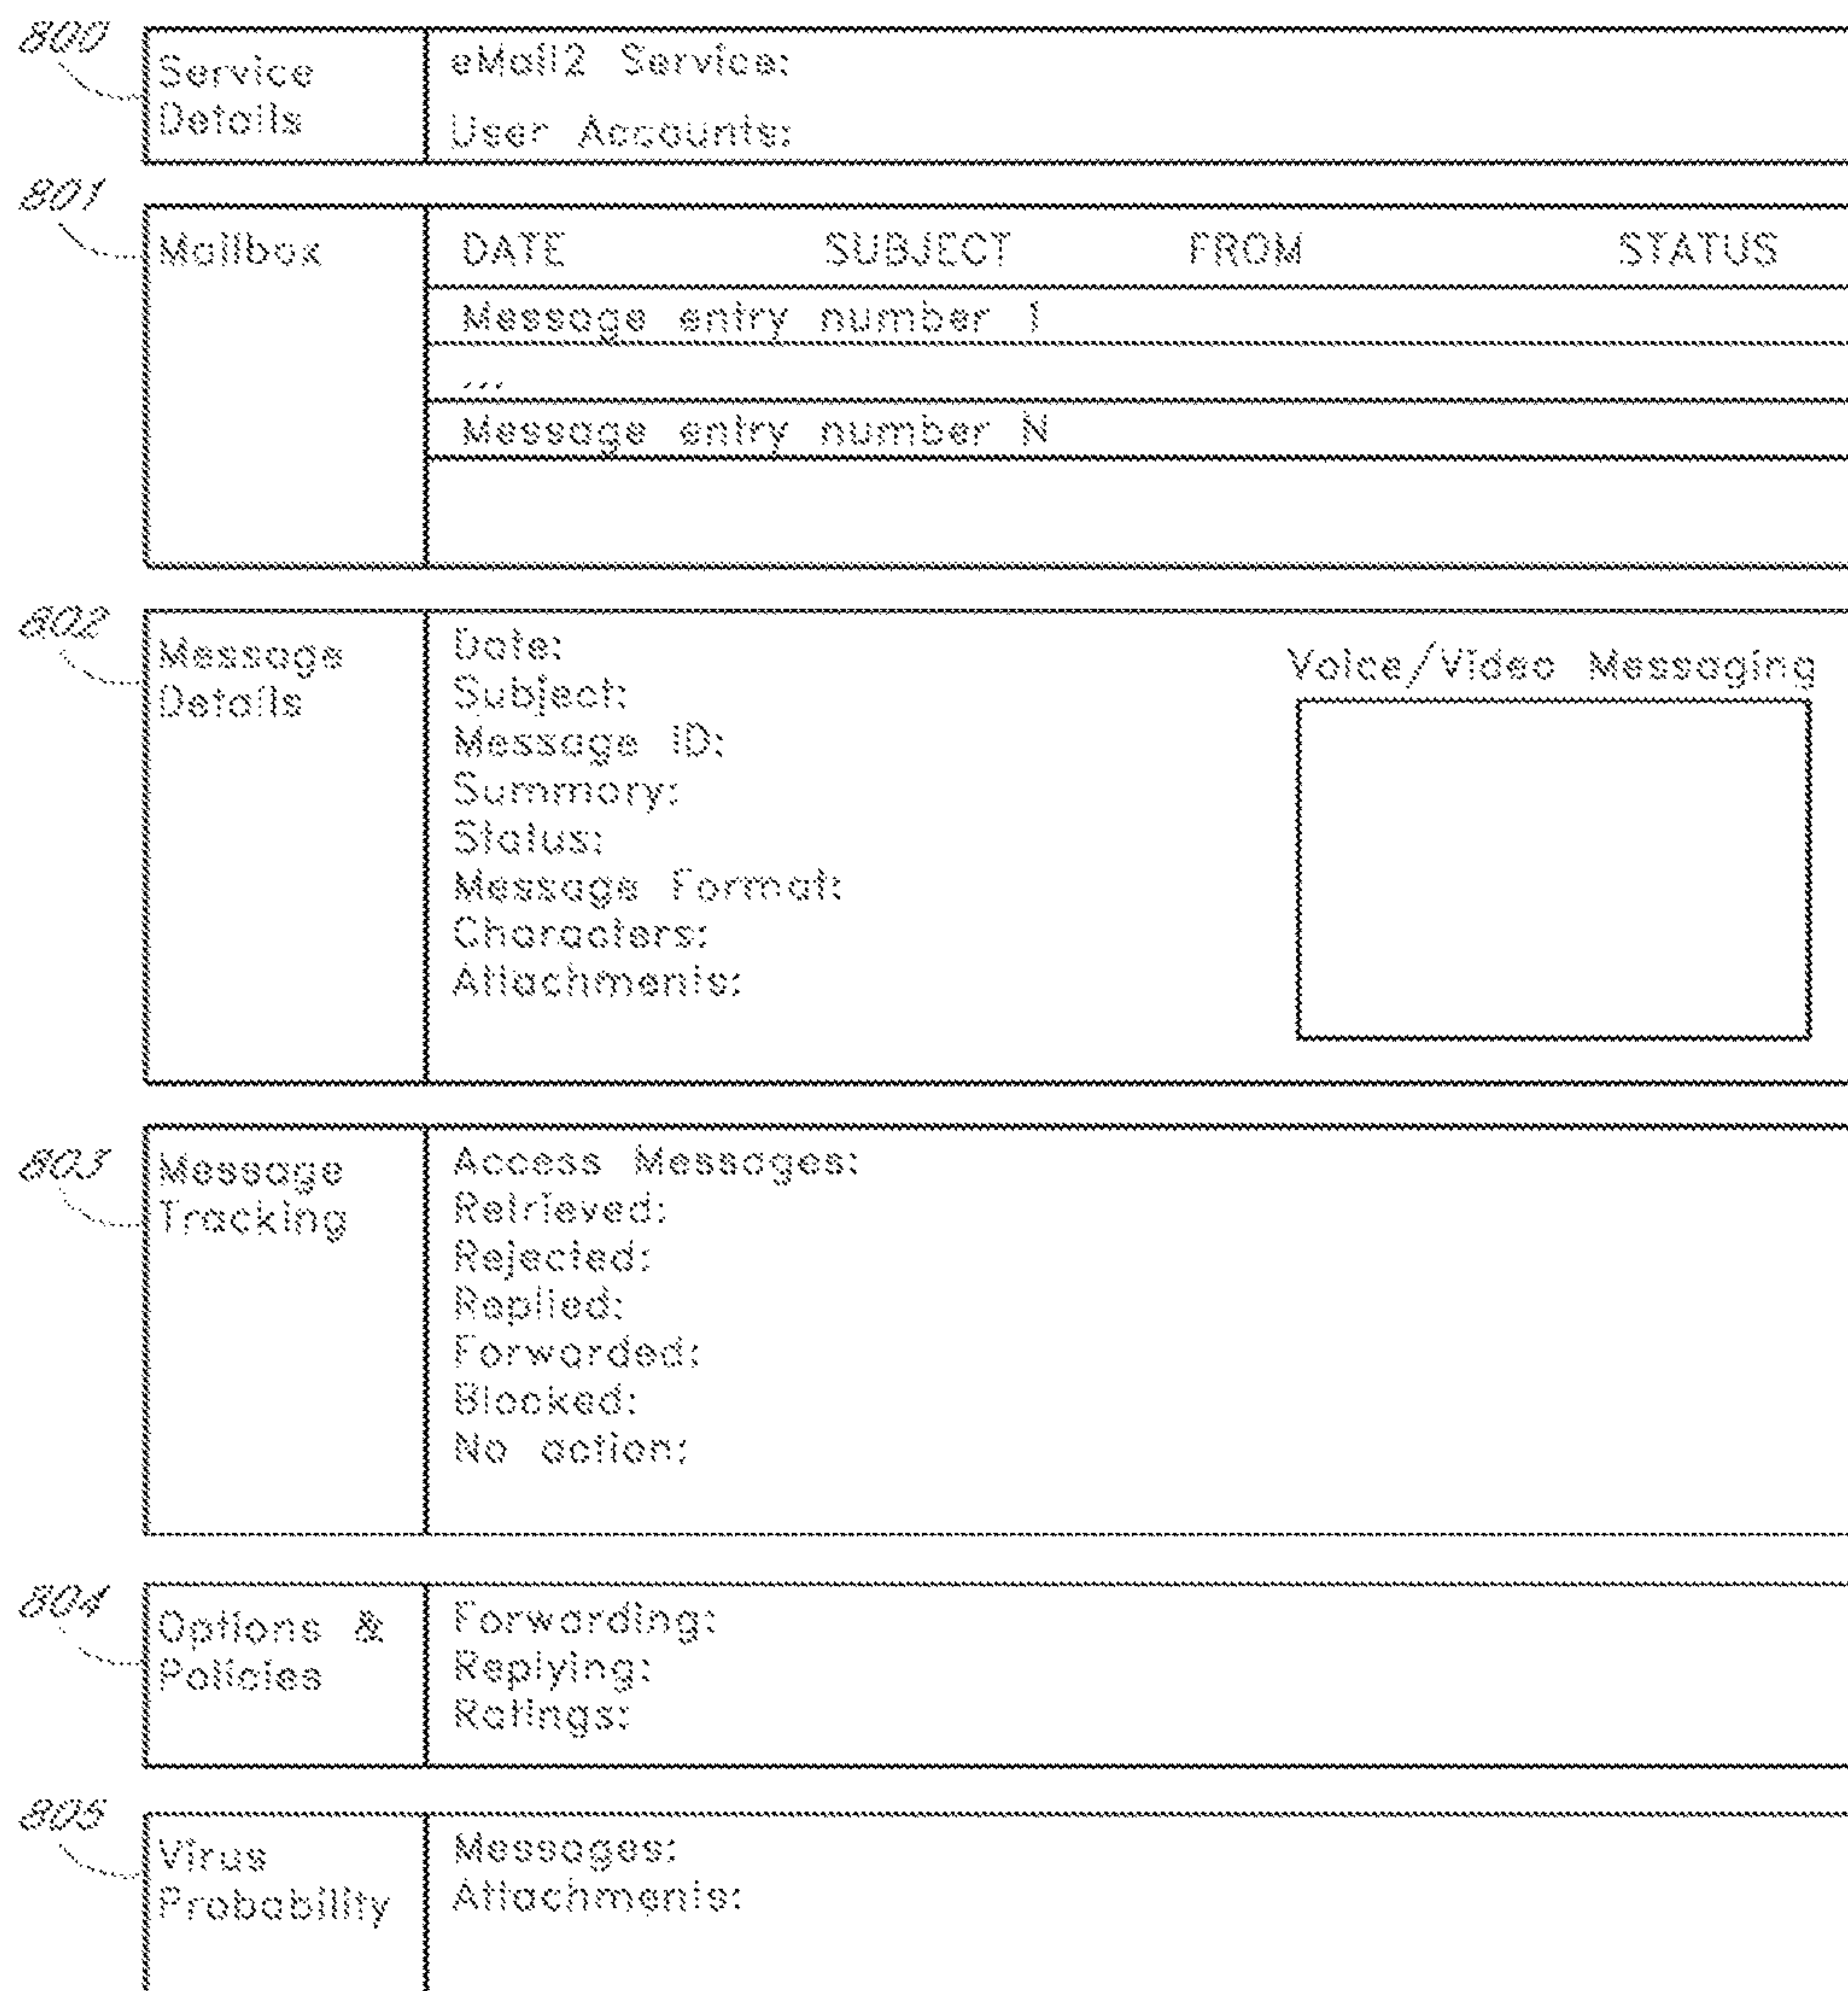 800
Service
Details
eMail2 Service:
User Accounts:
801
Mailbox
DATE SUBJECT FROM STATUS
Message entry number 1
...
Message entry number N
802
Message
Details
Date:
Subject:
Message ID:
Summary:
Status:
Message Format:
Characters:
Attachments:
Voice/Video Messaging
803
Message
Tracking
Access Messages:
Retrieved:
Rejected:
Replied:
Forwarded:
Blocked:
No action:
804
Options &
Policies
Forwarding:
Replying:
Ratings:
805
Virus
Probability
Messages:
Attachments: